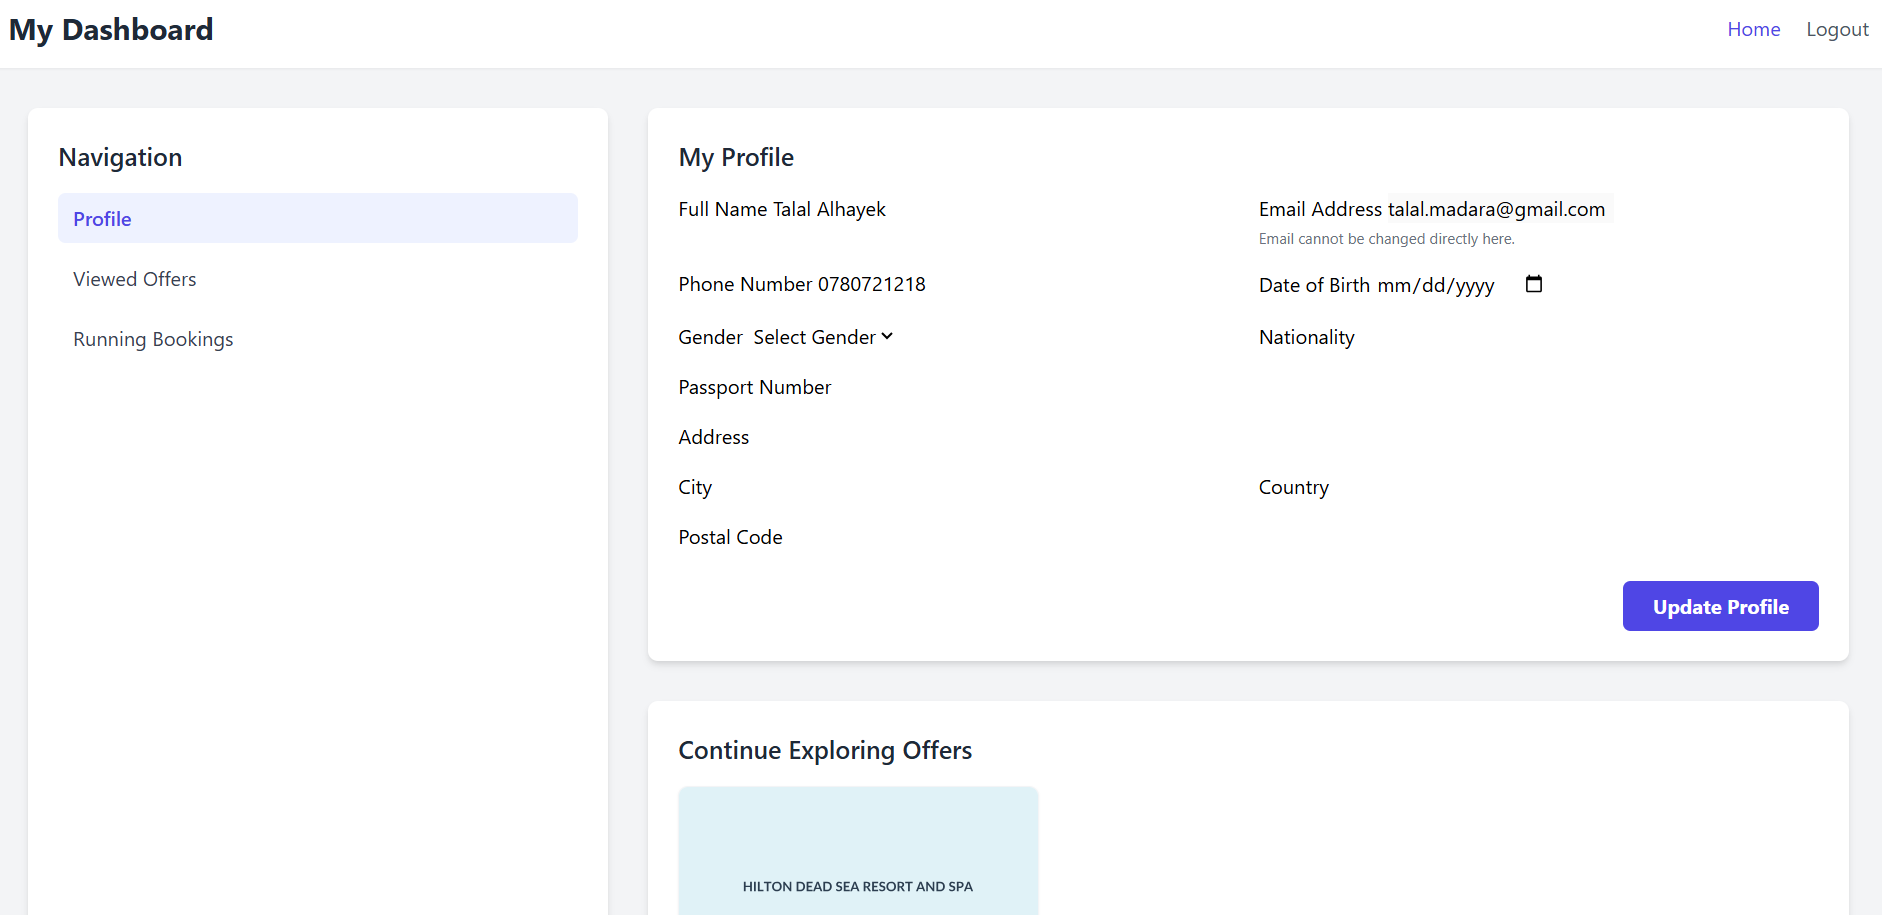 My Dashboard
Home
Logout
Navigation
Profile
Viewed Offers
Running Bookings
My Profile
Full Name Talal Alhayek
Email Address talal.madara@gmail.com
Email cannot be changed directly here.
Phone Number 0780721218
Date of Birth mm/dd/yyyy
Gender Select Gender
Nationality
Passport Number
Address
City
Country
Postal Code
Update Profile
Continue Exploring Offers
HILTON DEAD SEA RESORT AND SPA